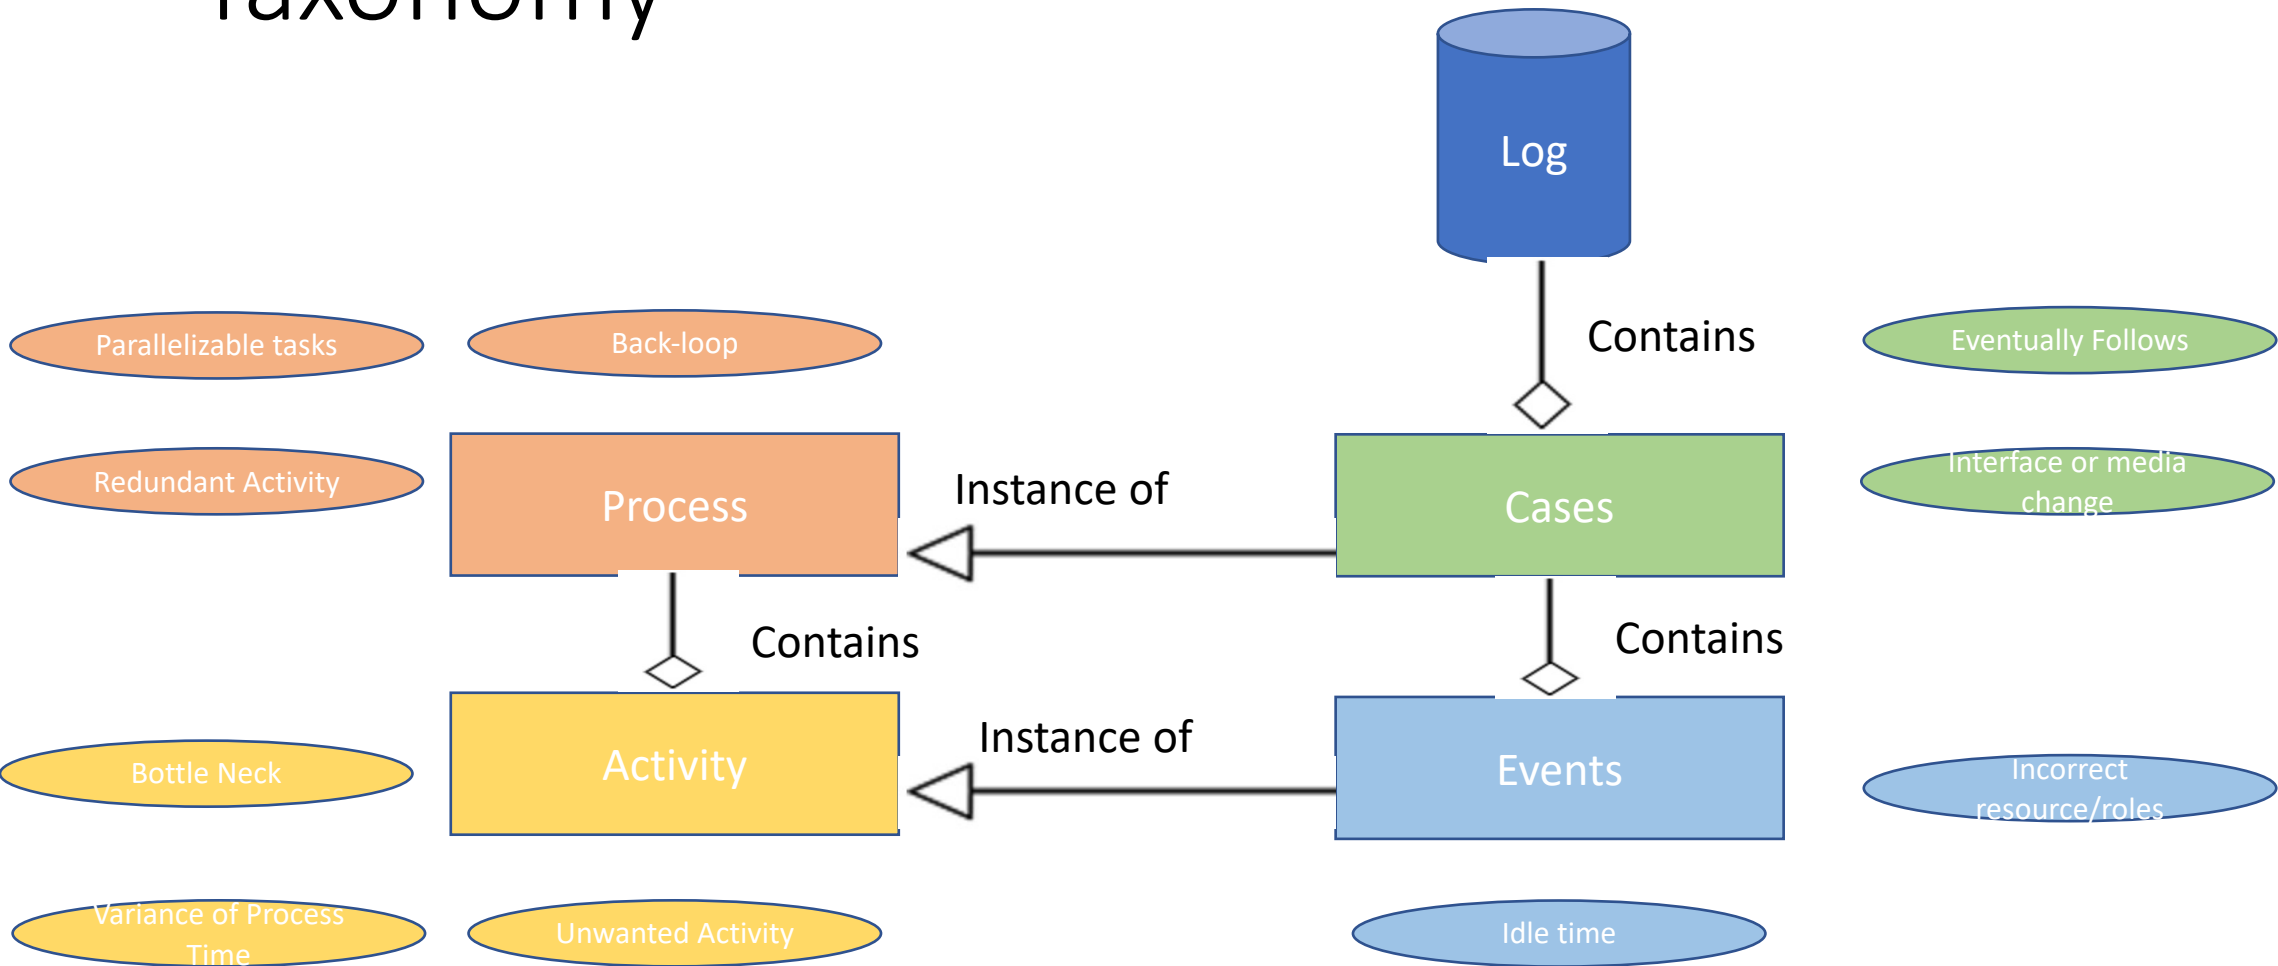 Taxonomy
Log
Contains
Parallelizable tasks
Back-loop
Eventually Follows
Redundant Activity
Process
Instance of
Cases
Interface or media
change
Contains
Contains
Bottle Neck
Activity
Instance of
Events
Incorrect
resource/roles
Variance of Process
Time
Unwanted Activity
Idle time